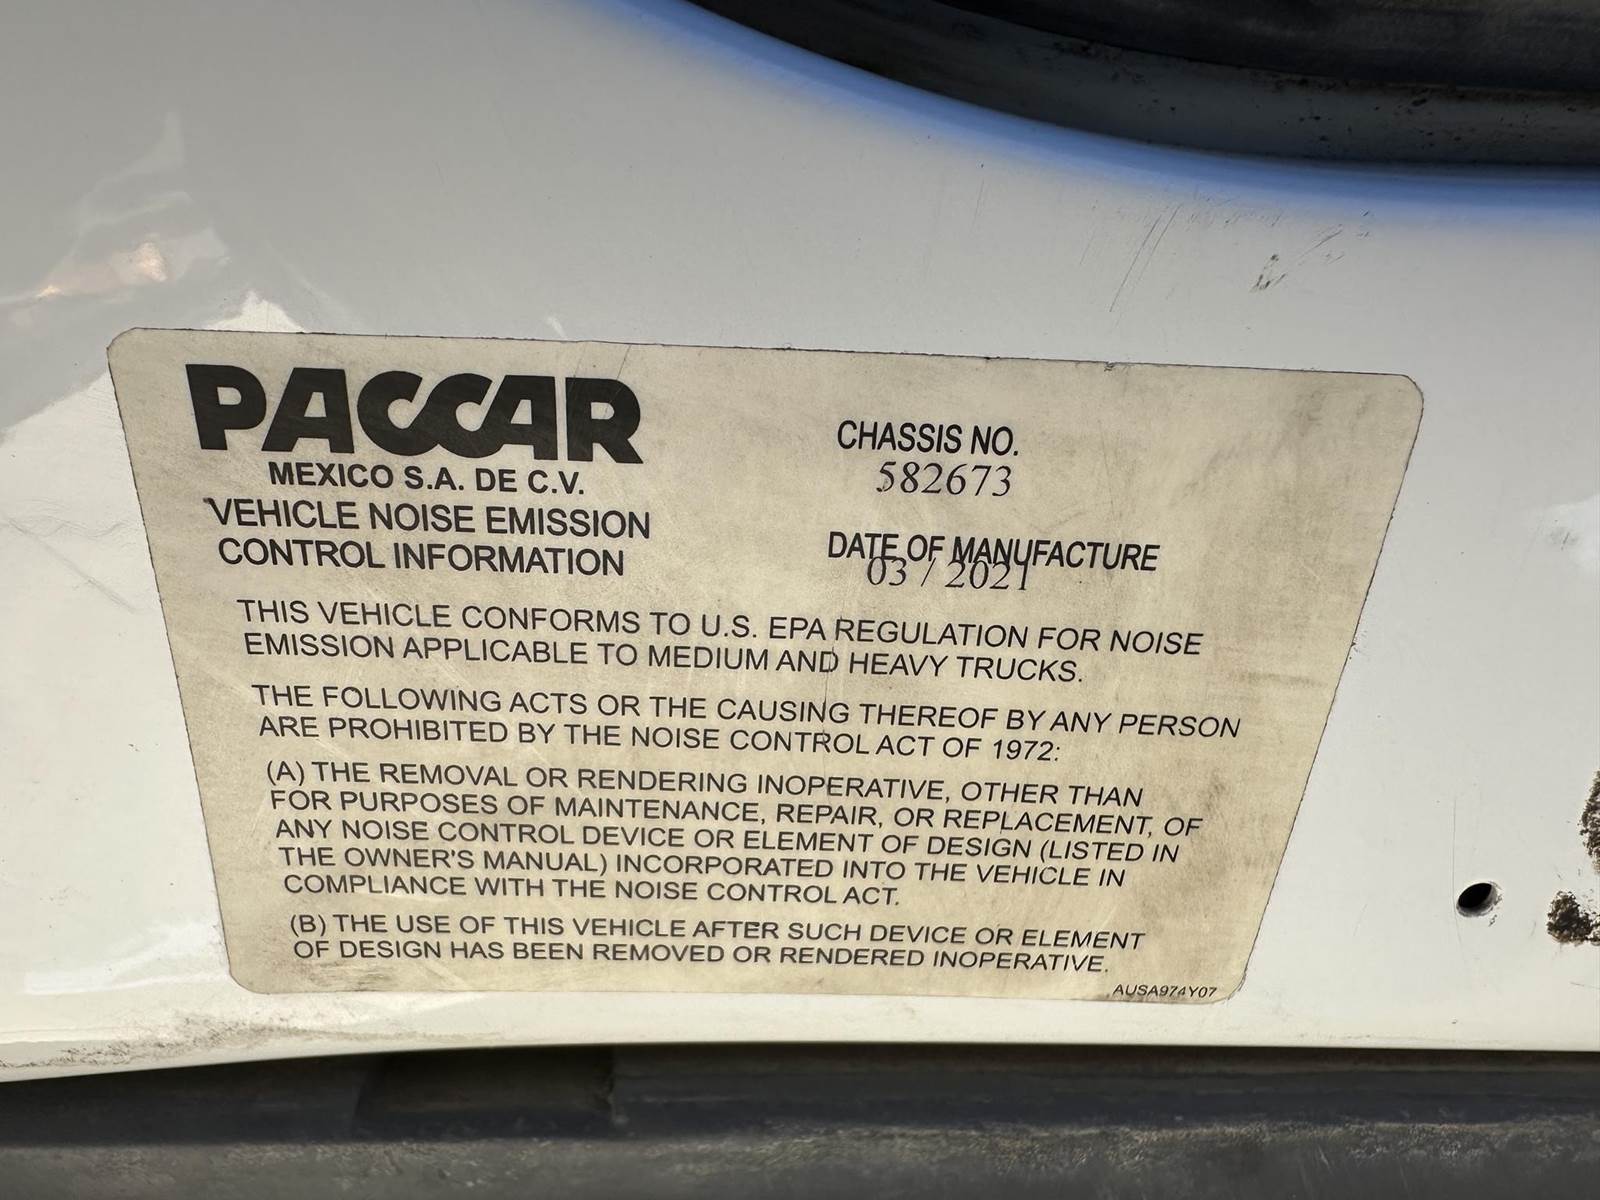 PACCAR
MEXICO S.A. DE C.V.
VEHICLE NOISE EMISSION
CONTROL INFORMATION
CHASSIS NO.
582673
DATE OF MANUFACTURE
03 / 2021
THIS VEHICLE CONFORMS TO U.S. EPA REGULATION FOR NOISE
EMISSION APPLICABLE TO MEDIUM AND HEAVY TRUCKS.
THE FOLLOWING ACTS OR THE CAUSING THEREOF BY ANY PERSON
ARE PROHIBITED BY THE NOISE CONTROL ACT OF 1972:
(A) THE REMOVAL OR RENDERING INOPERATIVE, OTHER THAN
FOR PURPOSES OF MAINTENANCE, REPAIR, OR REPLACEMENT, OF
ANY NOISE CONTROL DEVICE OR ELEMENT OF DESIGN (LISTED IN
THE OWNER'S MANUAL) INCORPORATED INTO THE VEHICLE IN
COMPLIANCE WITH THE NOISE CONTROL ACT.
(B) THE USE OF THIS VEHICLE AFTER SUCH DEVICE OR ELEMENT
OF DESIGN HAS BEEN REMOVED OR RENDERED INOPERATIVE.
AUSA974Y07